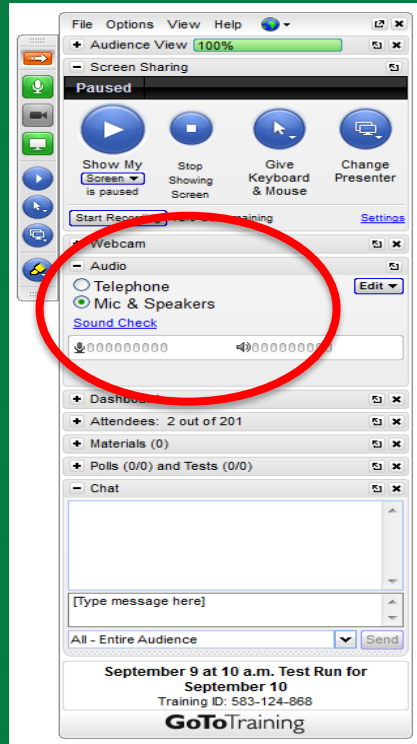 File Options View Help
Audience View 100%
Screen Sharing
Paused
Show My
Screen
is paused
Stop
Showing
Screen
Give
Keyboard
& Mouse
Change
Presenter
Start Recording
Settings
Webcam
Audio
Telephone
Mic & Speakers
Edit
Sound Check
000000000
000000000
Attendees: 2 out of 201
Materials (0)
Polls (0/0) and Tests (0/0)
Chat
[Type message here]
All - Entire Audience
Send
September 9 at 10 a.m. Test Run for
September 10
Training ID: 583-124-868
GoToTraining